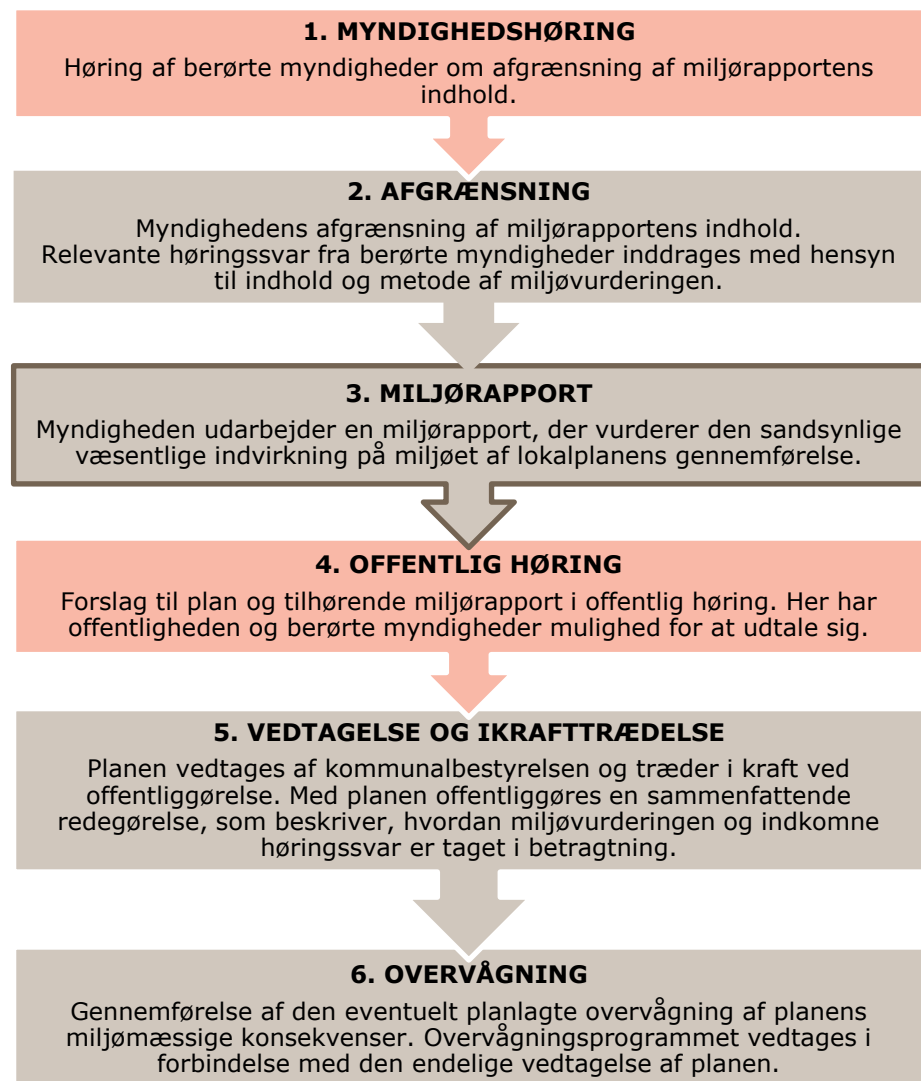 1. MYNDIGHEDSHØRING
Høring af berørte myndigheder om afgrænsning af miljørapportens
indhold.
2. AFGRÆNSNING
Myndighedens afgrænsning af miljørapportens indhold.
Relevante høringssvar fra berørte myndigheder inddrages med hensyn
til indhold og metode af miljøvurderingen.
3. MILJØRAPPORT
Myndigheden udarbejder en miljørapport, der vurderer den sandsynlige
væsentlige indvirkning på miljøet af lokalplanens gennemførelse.
4. OFFENTLIG HØRING
Forslag til plan og tilhørende miljørapport i offentlig høring. Her har
offentligheden og berørte myndigheder mulighed for at udtale sig.
5. VEDTAGELSE OG IKRAFTTRÆDELSE
Planen vedtages af kommunalbestyrelsen og træder i kraft ved
offentliggørelse. Med planen offentliggøres en sammenfattende
redegørelse, som beskriver, hvordan miljøvurderingen og indkomne
høringssvar er taget i betragtning.
6. OVERVÅGNING
Gennemførelse af den eventuelt planlagte overvågning af planens
miljømæssige konsekvenser. Overvågningsprogrammet vedtages i
forbindelse med den endelige vedtagelse af planen.